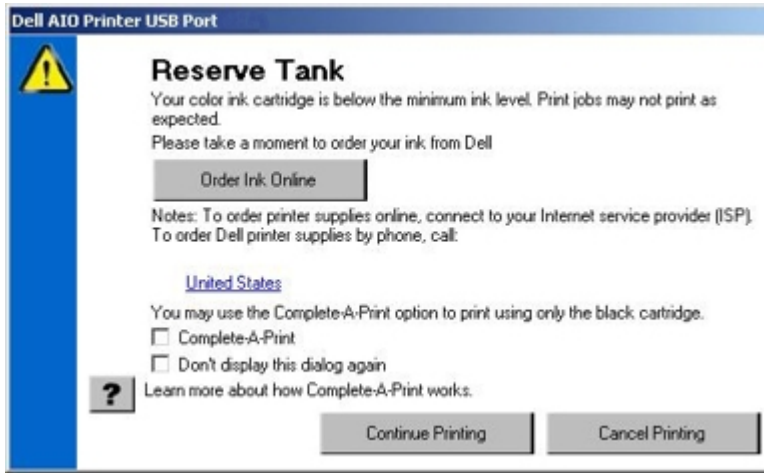 Dell AIO Printer USB Port
Reserve Tank
Your color ink cartridge is below the minimum ink level. Print jobs may not print as
expected.
Please take a moment to order your ink from Dell
Order Ink Online
Notes: To order printer supplies online, connect to your Internet service provider (ISP).
To order Dell printer supplies by phone, call:
United States
You may use the Complete-A-Print option to print using only the black cartridge.
Complete-A-Print
Don't display this dialog again
? Learn more about how Complete-A-Print works.
Continue Printing Cancel Printing